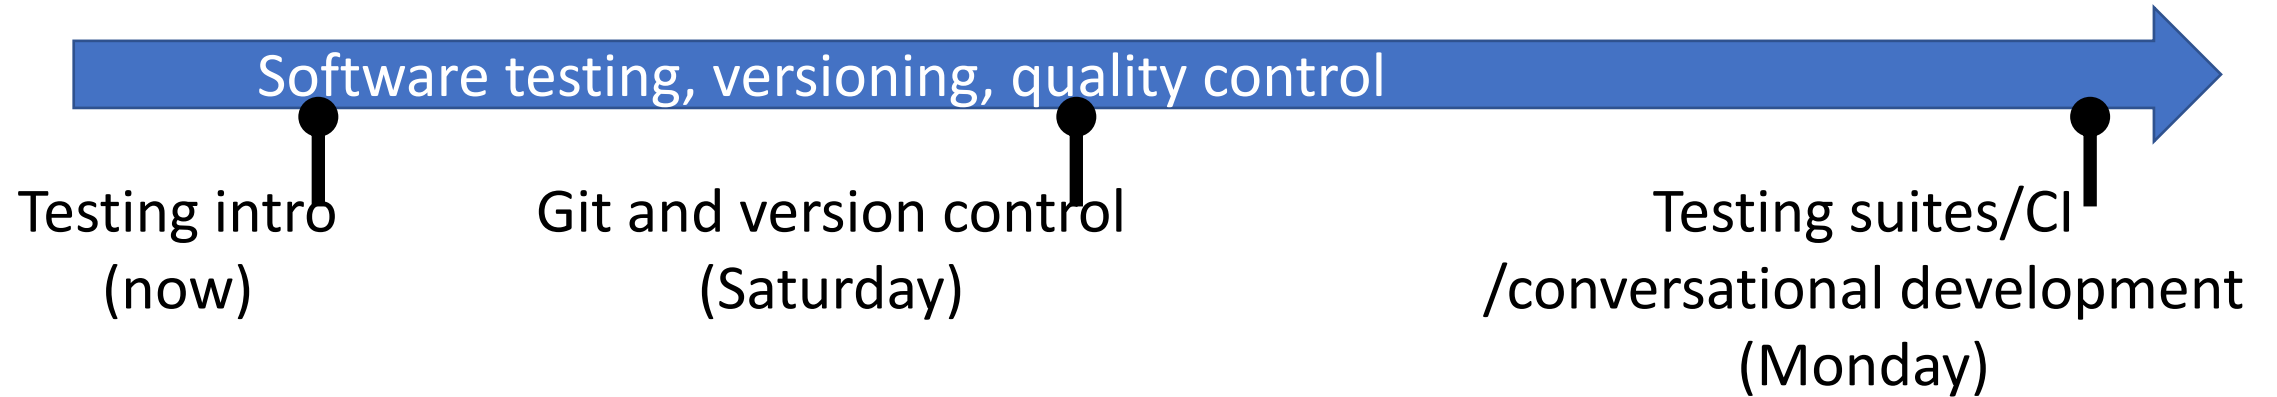 Software testing, versioning, quality control
Testing intro
(now)
Git and version control
(Saturday)
Testing suites/CI
/conversational development
(Monday)